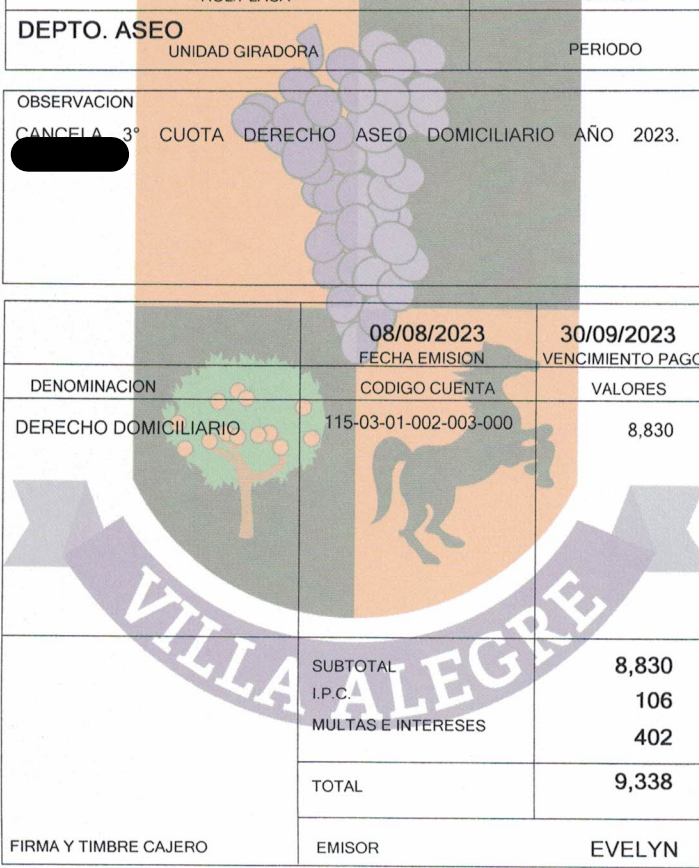 DEPTO. ASEO
UNIDAD GIRADORA PERIODO
OBSERVACION
CANCELA 3° CUOTA DERECHO ASEO DOMICILIARIO AÑO 2023.
08/08/2023 30/09/2023
FECHA EMISION VENCIMIENTO PAGO
DENOMINACION CODIGO CUENTA VALORES
DERECHO DOMICILIARIO 115-03-01-002-003-000 8,830
VILLA ALEGRE
SUBTOTAL 8,830
I.P.C. 106
MULTAS E INTERESES 402
TOTAL 9,338
FIRMA Y TIMBRE CAJERO EMISOR EVELYN